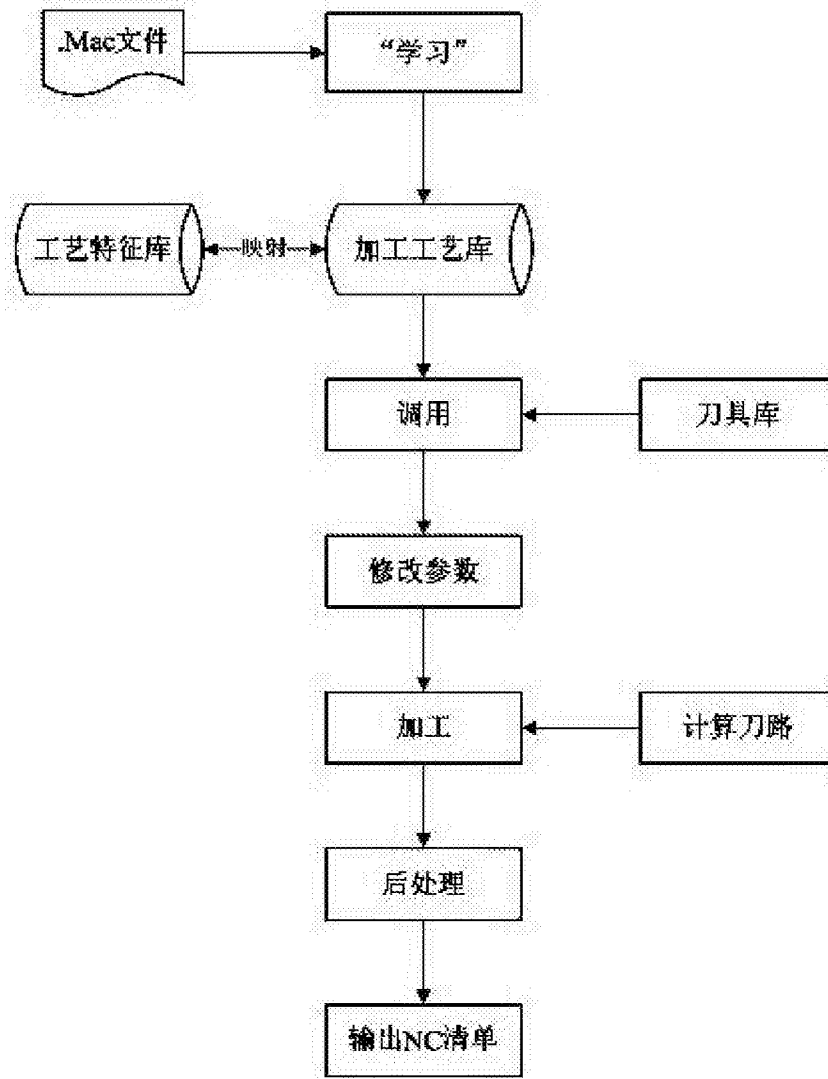 .Mac文件
“学习”
工艺特征库
映射
加工工艺库
调用
刀具库
修改参数
加工
计算刀路
后处理
输出NC清单